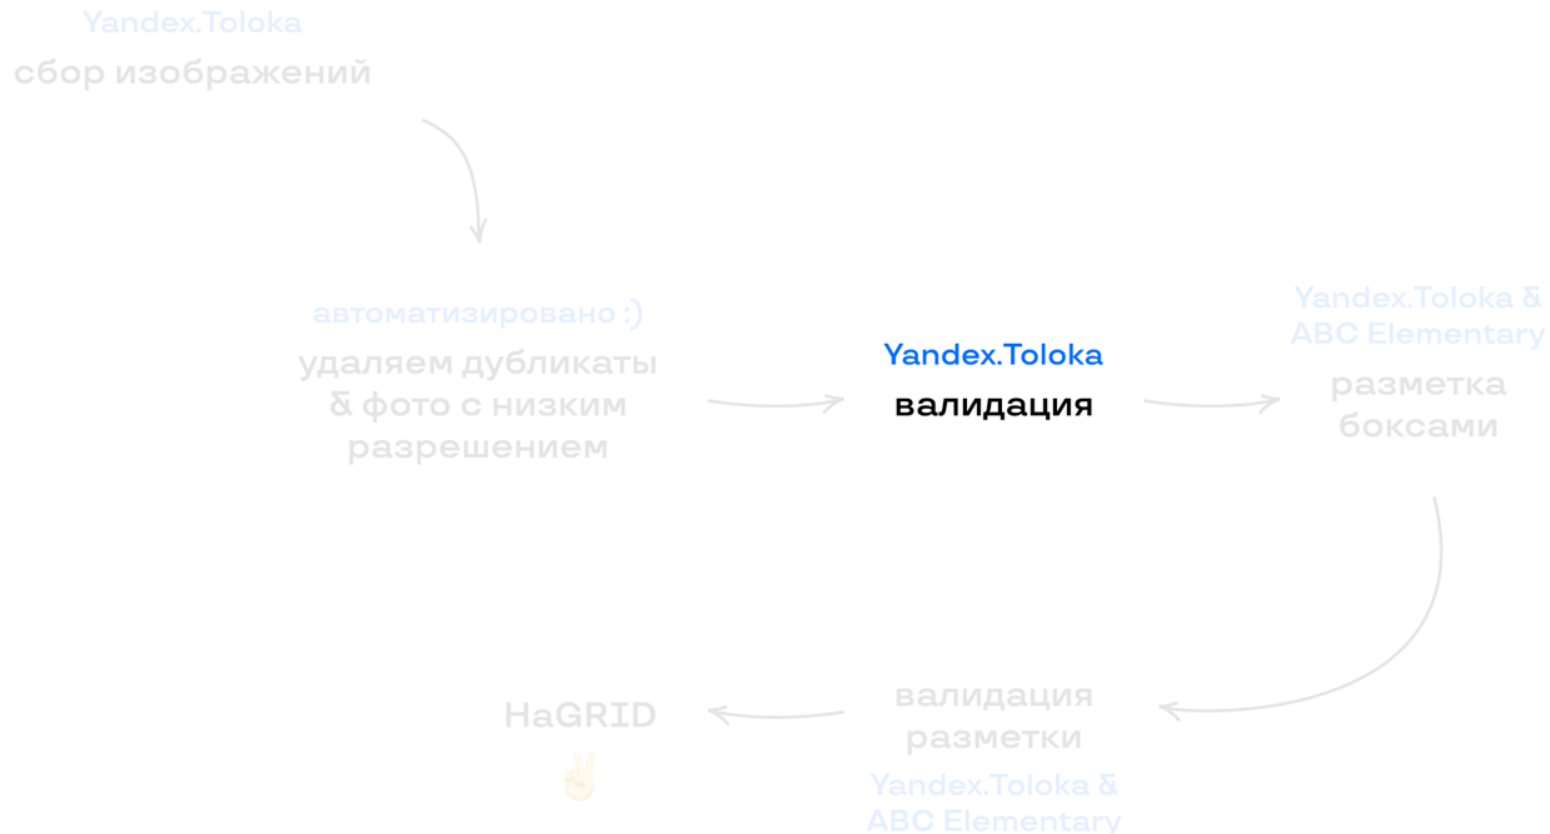 Yandex.Toloka
сбор изображений
автоматизировано :)
удаляем дубликаты
& фото с низким
разрешением
Yandex.Toloka
валидация
Yandex.Toloka &
ABC Elementary
разметка
боксами
валидация
разметки
Yandex.Toloka &
ABC Elementary
HaGRID